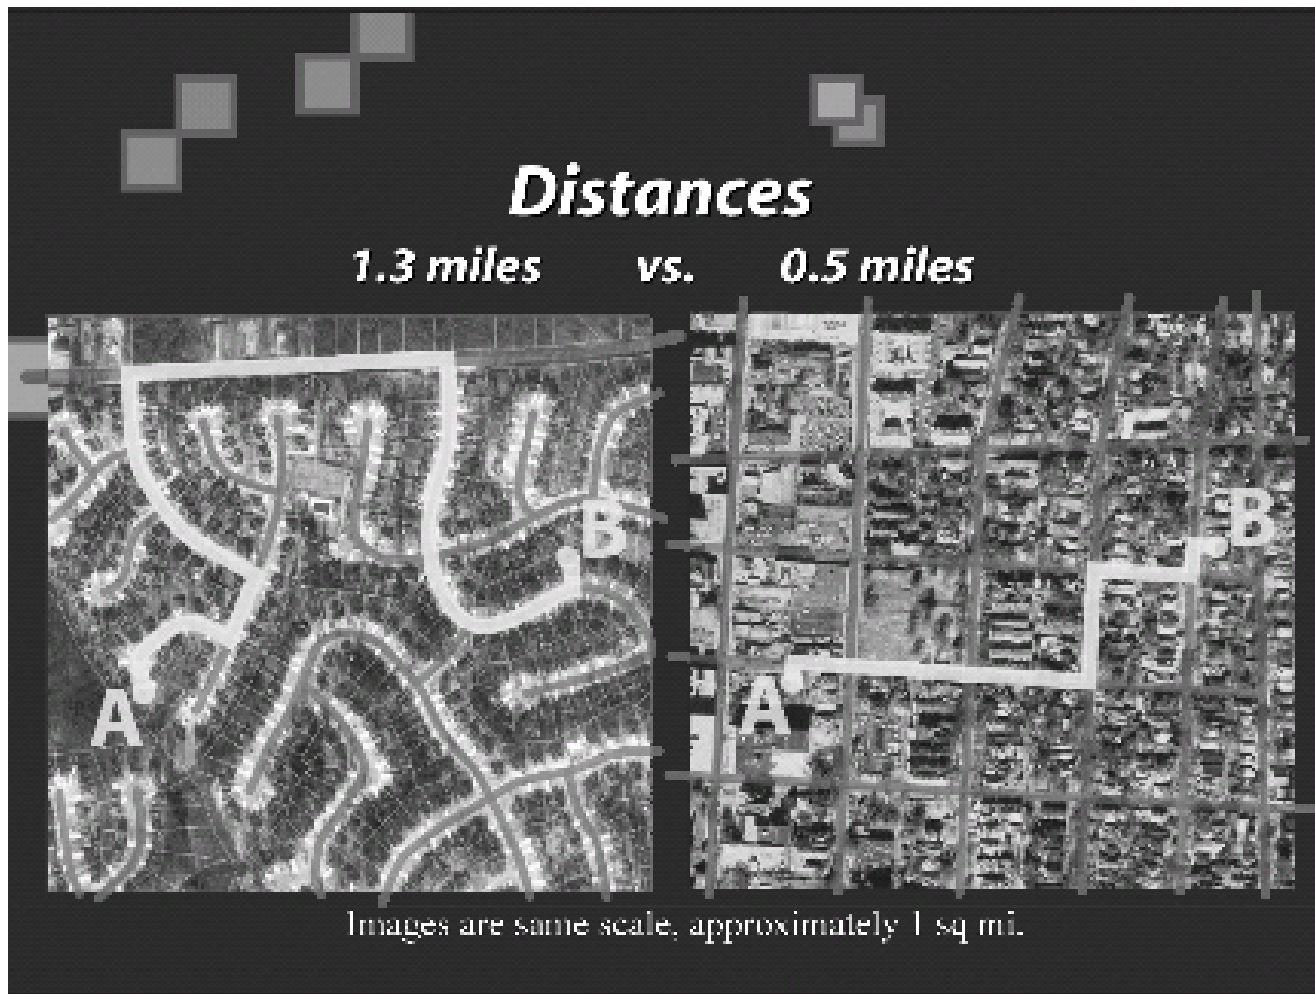 Distances
1.3 miles vs. 0.5 miles
B
A
B
A
Images are same scale, approximately 1 sq mi.